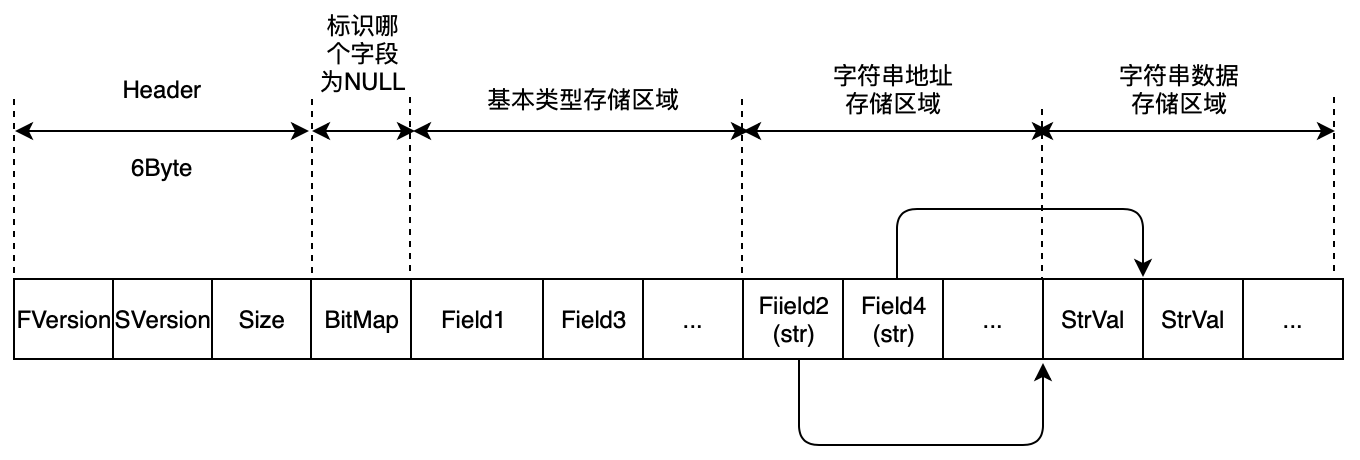 Header
标识哪
个字段
为NULL
基本类型存储区域
字符串地址
存储区域
字符串数据
存储区域
6Byte
FVersion
SVersion
Size
BitMap
Field1
Field3
...
Fiield2
(str)
Field4
(str)
...
StrVal
StrVal
...